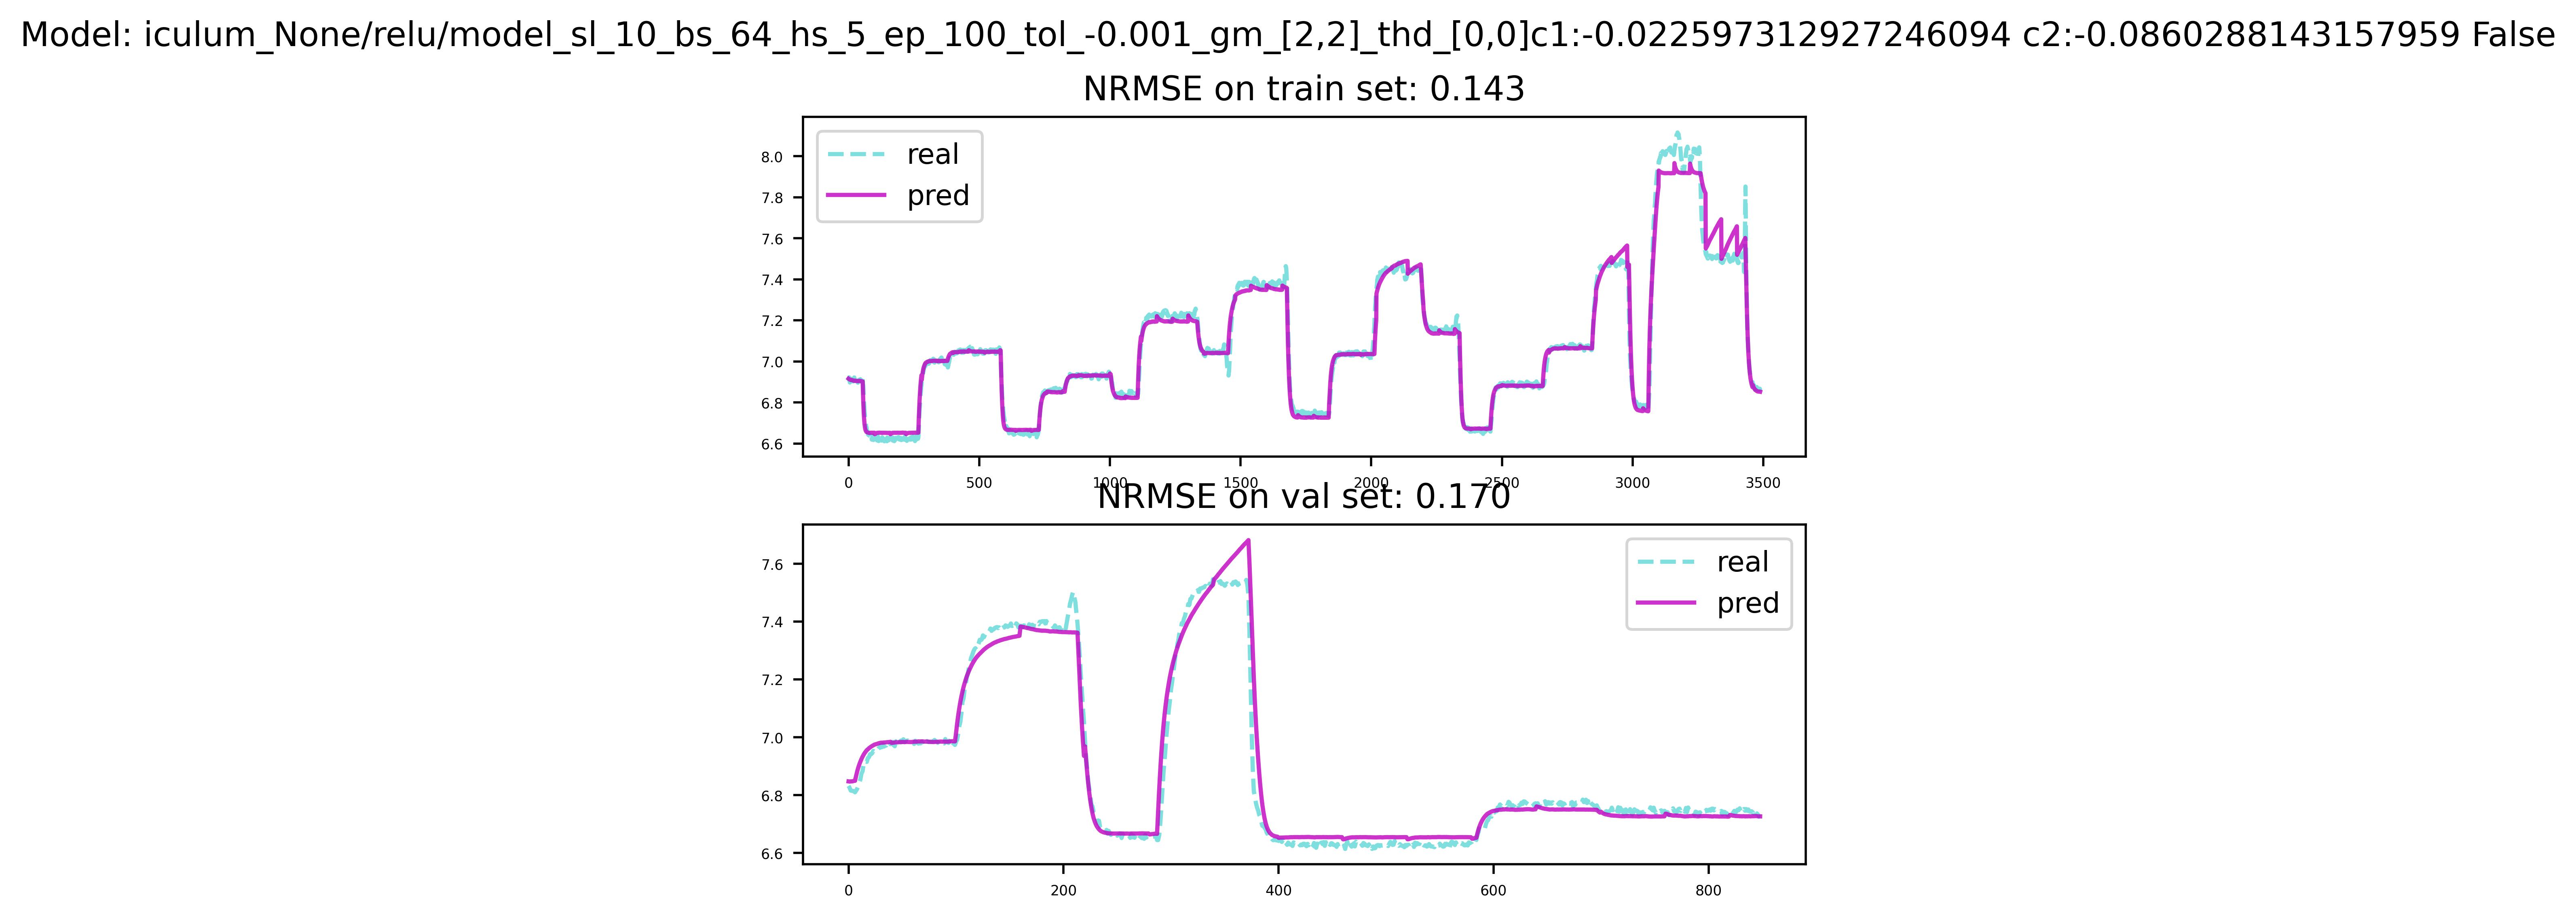 Model: iculum_None/relu/model_sl_10_bs_64_hs_5_ep_100_tol_-0.001_gm_[2,2]_thd_[0,0]c1:-0.022597312927246094 c2:-0.0860288143157959 False
NRMSE on train set: 0.143
real
pred
8.0
7.8
7.6
7.4
7.2
7.0
6.8
6.6
0 500 1000 1500 2000 2500 3000 3500
NRMSE on val set: 0.170
real
pred
7.6
7.4
7.2
7.0
6.8
6.6
0 200 400 600 800